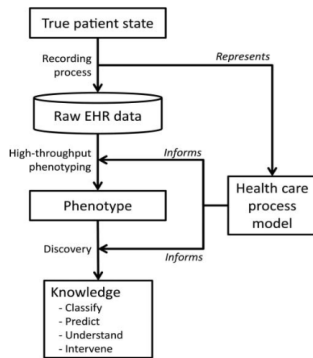 True patient state
Recording
process
Represents
Raw EHR data
High-throughput
phenotyping
Informs
Health care
process
model
Phenotype
Discovery
Informs
Knowledge
- Classify
- Predict
- Understand
- Intervene